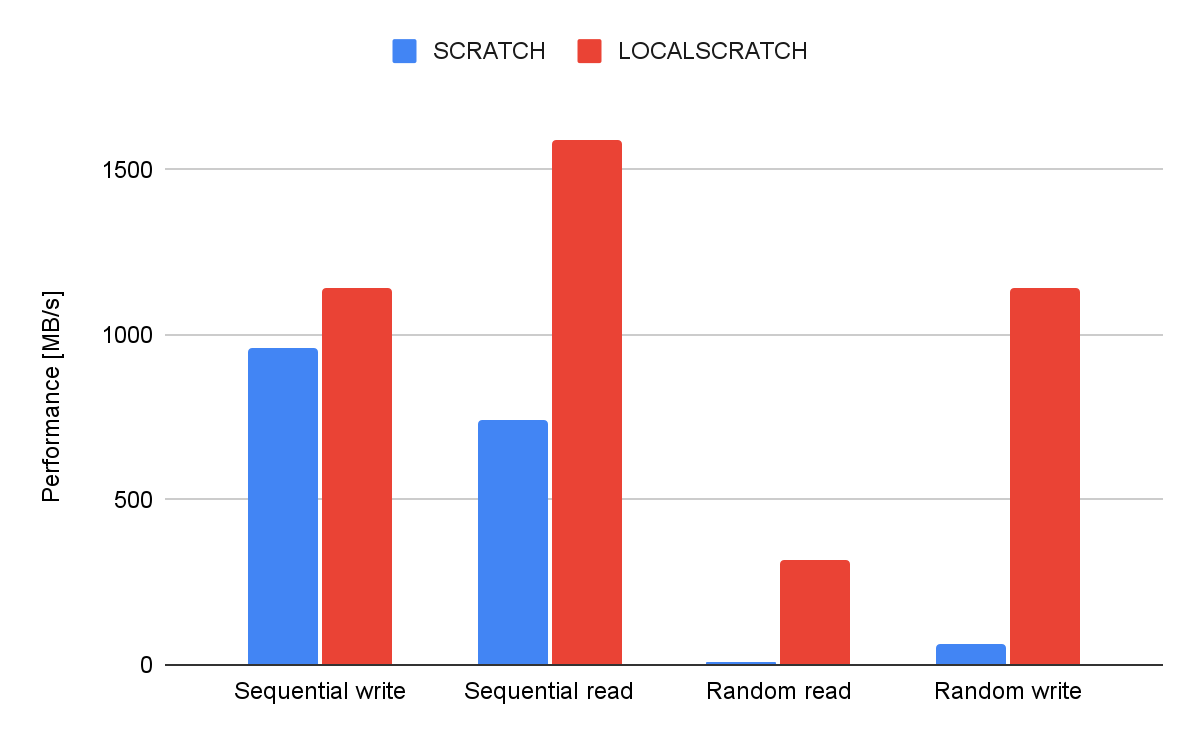 SCRATCH LOCALSCRATCH
1500
1000
500
0
Performance [MB/s]
Sequential write Sequential read Random read Random write